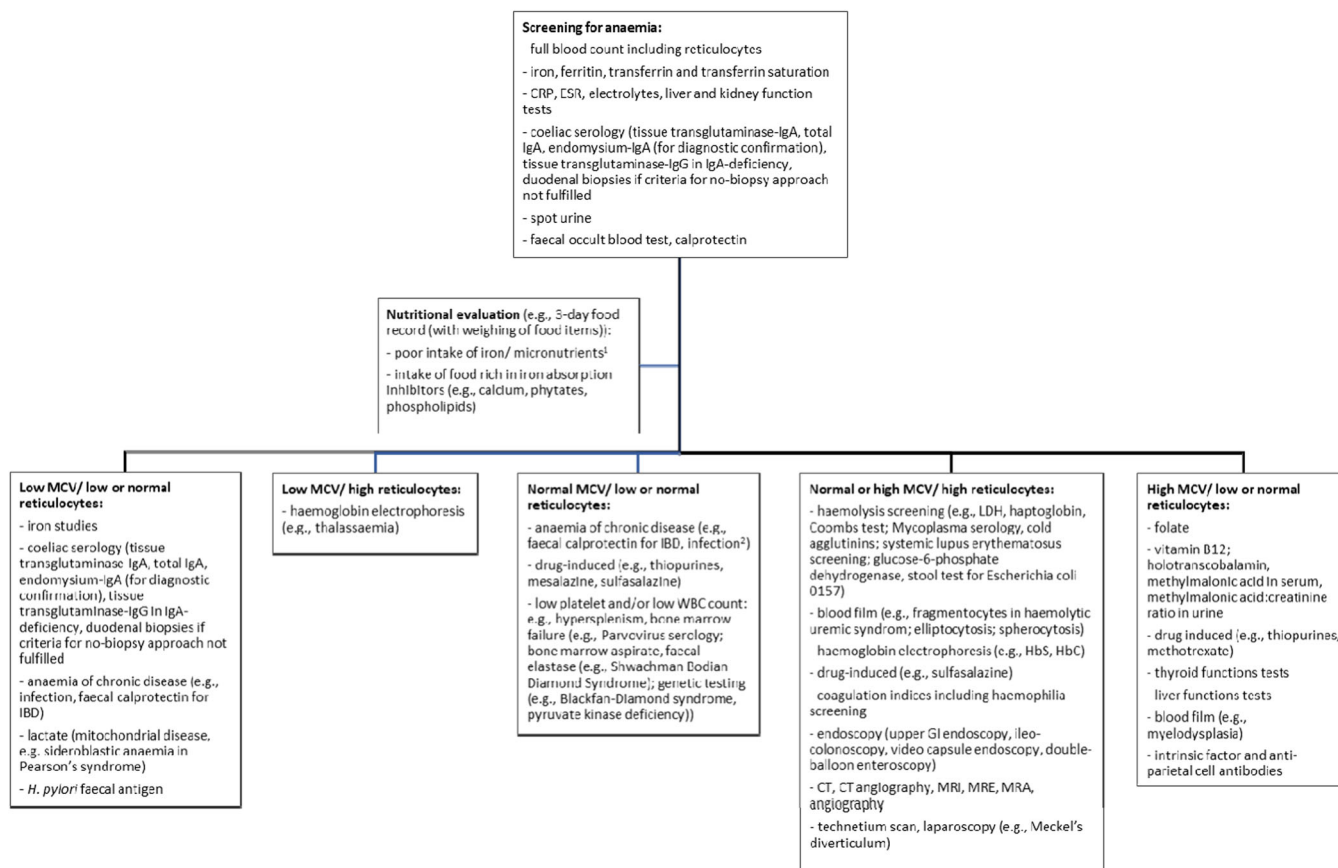 Screening for anaemia:
full blood count including reticulocytes
- iron, ferritin, transferrin and transferrin saturation
- CRP, ESR, electrolytes, liver and kidney function
tests
- coeliac serology (tissue transglutaminase-IgA, total
IgA, endomysium-IgA (for diagnostic confirmation),
tissue transglutaminase-IgG in IgA-deficiency,
duodenal biopsies if criteria for no-biopsy approach
not fulfilled
- spot urine
- faecal occult blood test, calprotectin
Nutritional evaluation (e.g., 3-day food
record (with weighing of food items)):
- poor intake of iron/ micronutrients¹
- intake of food rich in iron absorption
inhibitors (e.g., calcium, phytates,
phospholipids)
Low MCV/ low or normal
reticulocytes:
- iron studies
- coeliac serology (tissue
transglutaminase IgA, total IgA,
endomysium-IgA (for diagnostic
confirmation), tissue
transglutaminase-IgG in IgA-
deficiency, duodenal biopsies if
criteria for no-biopsy approach not
fulfilled
- anaemia of chronic disease (e.g.,
infection, faecal calprotectin for
IBD)
- lactate (mitochondrial disease,
e.g. sideroblastic anaemia in
Pearson's syndrome)
- H. pylori faecal antigen
Low MCV/ high reticulocytes:
- haemoglobin electrophoresis
(e.g., thalassaemia)
Normal MCV/ low or normal
reticulocytes:
- anaemia of chronic disease (e.g.,
faecal calprotectin for IBD, infection²)
- drug-induced (e.g., thiopurines,
mesalazine, sulfasalazine)
- low platelet and/or low WBC count:
e.g., hypersplenism, bone marrow
failure (e.g., Parvovirus serology;
bone marrow aspirate, faecal
elastase (e.g., Shwachman Bodian
Diamond Syndrome); genetic testing
(e.g., Blackfan-Diamond syndrome,
pyruvate kinase deficiency))
Normal or high MCV/ high reticulocytes:
- haemolysis screening (e.g., LDH, haptoglobin,
Coombs test; Mycoplasma serology, cold
agglutinins; systemic lupus erythematosus
screening; glucose-6-phosphate
dehydrogenase, stool test for Escherichia coli
0157)
- blood film (e.g., fragmentocytes in haemolytic
uremic syndrom; elliptocytosis; spherocytosis)
haemoglobin electrophoresis (e.g., HbS, HbC)
- drug-induced (e.g., sulfasalazine)
coagulation indices including haemophilia
screening
- endoscopy (upper GI endoscopy, ileo-
colonoscopy, video capsule endoscopy, double-
balloon enteroscopy)
- CT, CT angiography, MRI, MRE, MRA,
angiography
- technetium scan, laparoscopy (e.g., Meckel's
diverticulum)
High MCV/ low or normal
reticulocytes:
- folate
- vitamin B12;
holotranscobalamin,
methylmalonic acid in serum,
methylmalonic acid:creatinine
ratio in urine
- drug induced (e.g., thiopurines,
methotrexate)
- thyroid functions tests
liver functions tests
- blood film (e.g.,
myelodysplasia)
- intrinsic factor and anti-
parietal cell antibodies